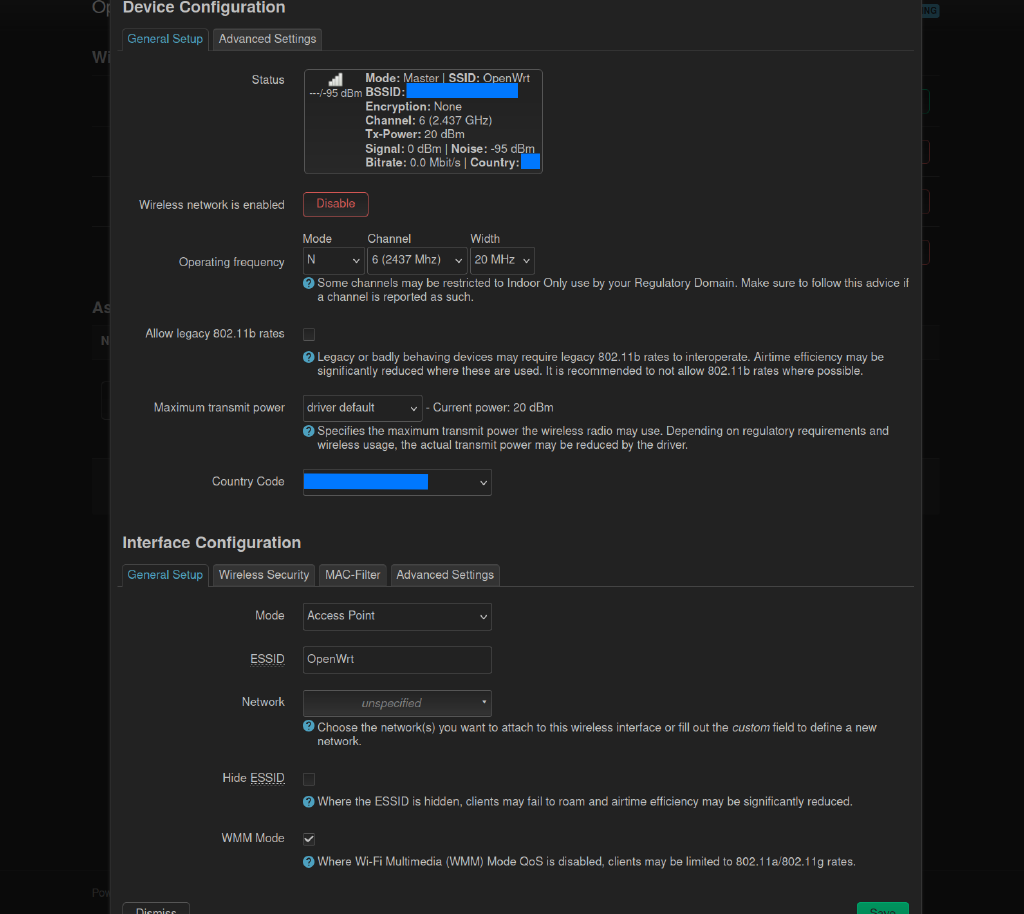 Op
Device Configuration
NG
General Setup
Advanced Settings
Wi
Status
Mode: Master | SSID: OpenWrt
---/-95 dBm
BSSID:
Encryption: None
Channel: 6 (2.437 GHz)
Tx-Power: 20 dBm
Signal: 0 dBm | Noise: -95 dBm
Bitrate: 0.0 Mbit/s | Country:
Wireless network is enabled
Disable
Mode
Channel
Width
Operating frequency
N
6 (2437 Mhz)
20 MHz
Some channels may be restricted to Indoor Only use by your Regulatory Domain. Make sure to follow this advice if
a channel is reported as such.
As
N
Allow legacy 802.11b rates
Legacy or badly behaving devices may require legacy 802.11b rates to interoperate. Airtime efficiency may be
significantly reduced where these are used. It is recommended to not allow 802.11b rates where possible.
Maximum transmit power
driver default
- Current power: 20 dBm
Specifies the maximum transmit power the wireless radio may use. Depending on regulatory requirements and
wireless usage, the actual transmit power may be reduced by the driver.
Country Code
Interface Configuration
General Setup
Wireless Security
MAC-Filter
Advanced Settings
Mode
Access Point
ESSID
OpenWrt
Network
unspecified
Choose the network(s) you want to attach to this wireless interface or fill out the custom field to define a new
network.
Hide ESSID
Where the ESSID is hidden, clients may fail to roam and airtime efficiency may be significantly reduced.
WMM Mode
Where Wi-Fi Multimedia (WMM) Mode QoS is disabled, clients may be limited to 802.11a/802.11g rates.
Pow
Dismiss
Save